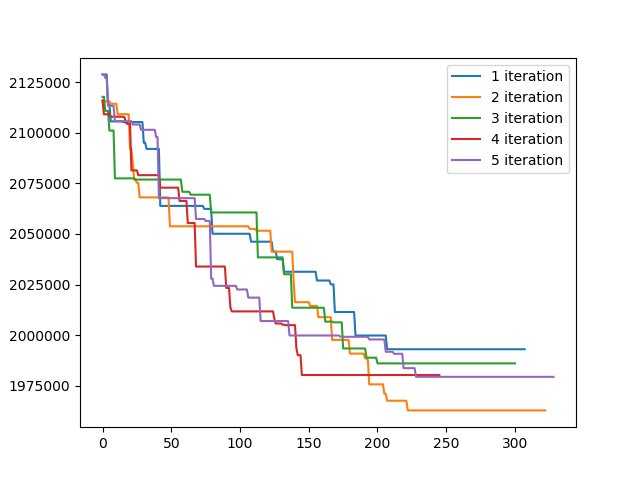 2125000
2100000
2075000
2050000
2025000
2000000
1975000
0
50
100
150
200
250
300
1 iteration
2 iteration
3 iteration
4 iteration
5 iteration